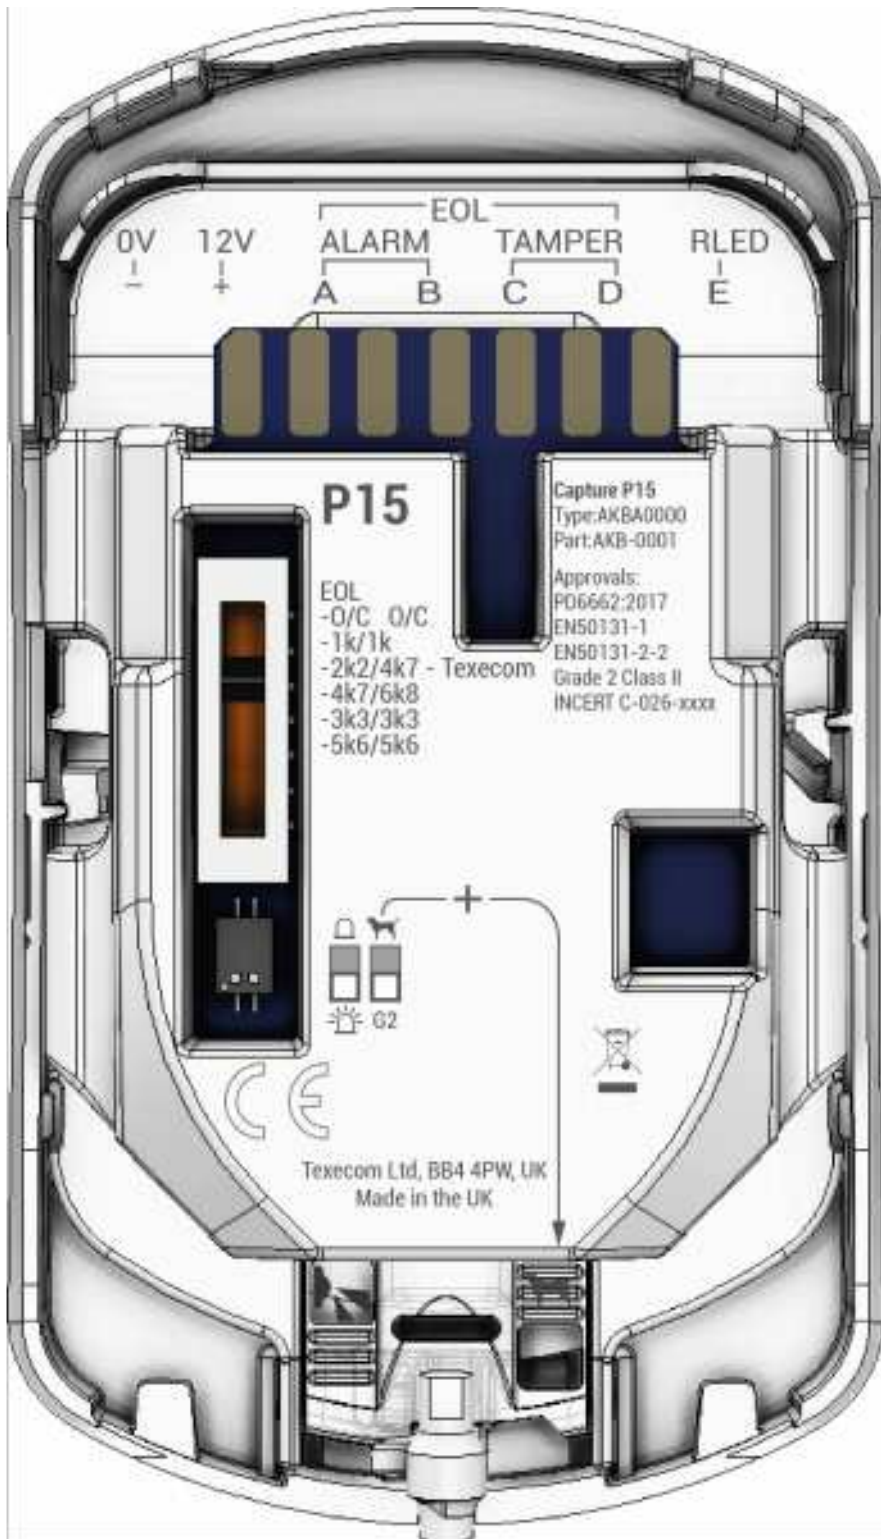 EOL
0V 12V ALARM TAMPER RLED
- + A B C D E
P15
EOL
-O/C O/C
-1k/1k
-2k2/4k7 - Texecom
-4k7/6k8
-3k3/3k3
-5k6/5k6
Capture P15
Type:AKBA0000
Part:AKB-0001
Approvals:
PD6662:2017
EN50131-1
EN50131-2-2
Grade 2 Class II
INCERT C-026-xxxx
+
G2
CE
Texecom Ltd, BB4 4PW, UK
Made in the UK